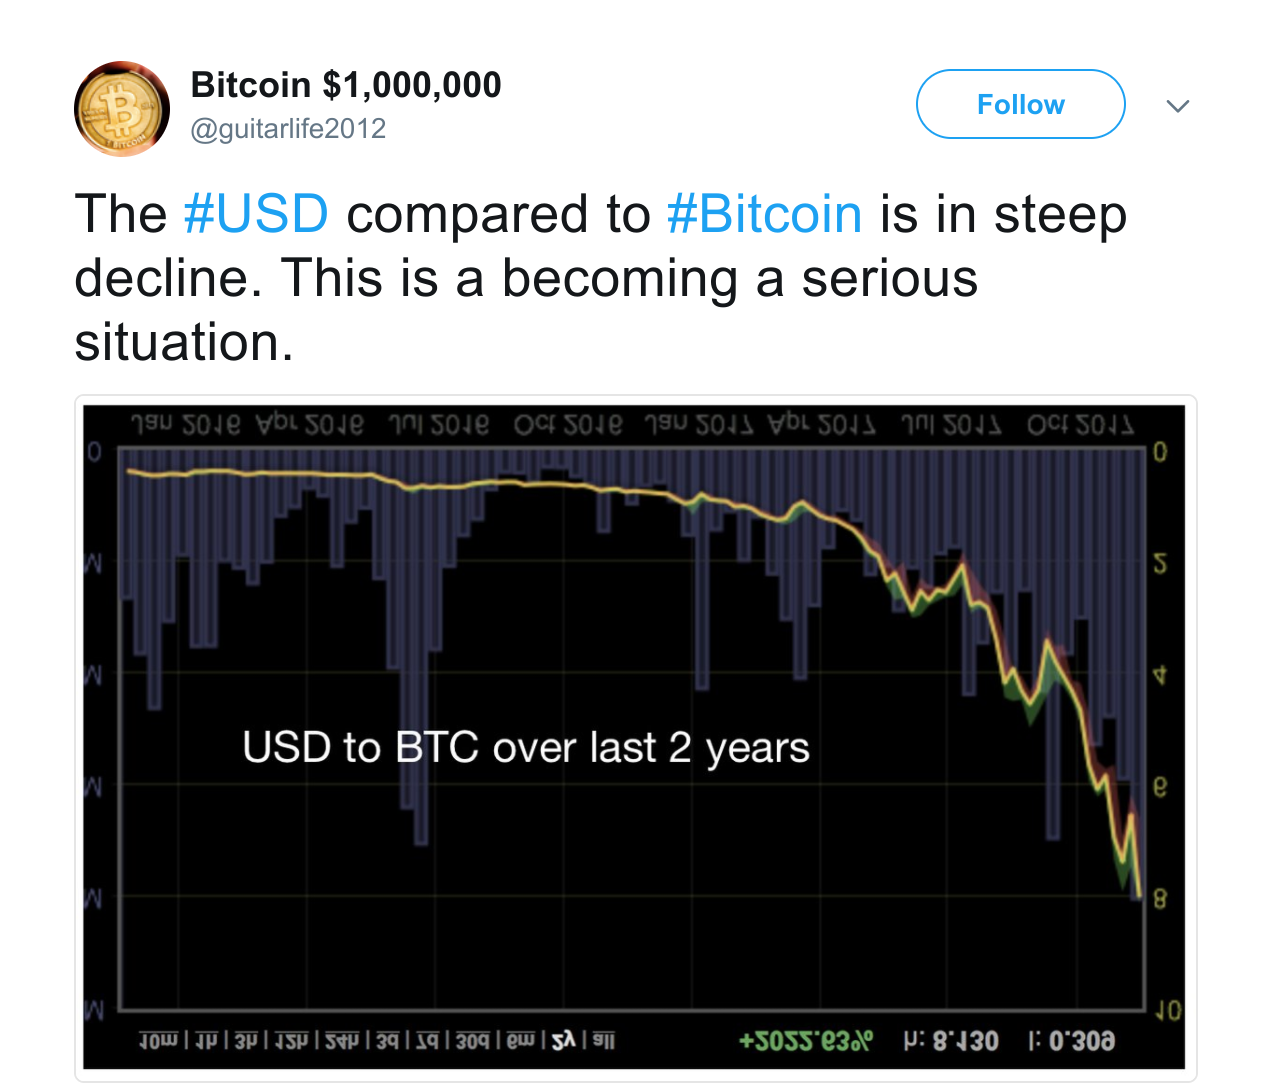 Bitcoin $1,000,000
@guitarlife2012
Follow
The #USD compared to #Bitcoin is in steep
decline. This is a becoming a serious
situation.
Jan 2016 Apr 2016 Jul 2016 Oct 2016 Jan 2017 Apr 2017 Jul 2017 Oct 2017
0 0
M 2
M 4
USD to BTC over last 2 years
M 6
M 8
M 10
10m | 1h | 3h | 12h | 24h | 3d | 7d | 30d | 6m | 2y | all +2022.63% h: 8.130 l: 0.309